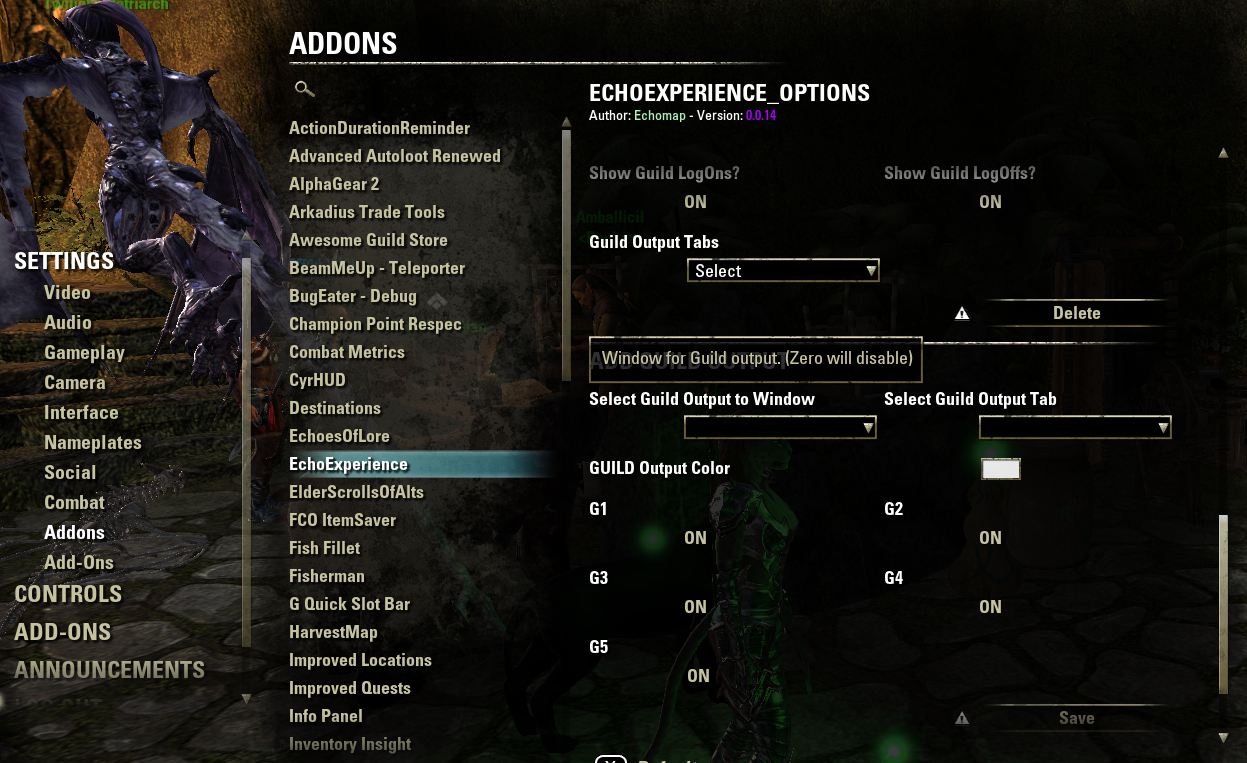 ADDONS
ECHOEXPERIENCE_OPTIONS
Author: Echomap - Version: 0.0.14
SETTINGS
Video
Audio
Gameplay
Camera
Interface
Nameplates
Social
Combat
Addons
Add-Ons
CONTROLS
ADD-ONS
ANNOUNCEMENTS
ActionDurationReminder
Advanced Autoloot Renewed
AlphaGear 2
Arkadius Trade Tools
Awesome Guild Store
BeamMeUp - Teleporter
BugEater - Debug
Champion Point Respec
Combat Metrics
CyrHUD
Destinations
EchoesOfLore
EchoExperience
ElderScrollsOfAlts
FCO ItemSaver
Fish Fillet
Fisherman
G Quick Slot Bar
HarvestMap
Improved Locations
Improved Quests
Info Panel
Inventory Insight
Amballicil
Show Guild LogOns?
ON
Show Guild LogOffs?
ON
Guild Output Tabs
Select
Delete
ADD GUILD OUTPUT
Window for Guild output. (Zero will disable)
Select Guild Output to Window
Select Guild Output Tab
GUILD Output Color
G1
ON
G2
ON
G3
ON
G4
ON
G5
ON
Save